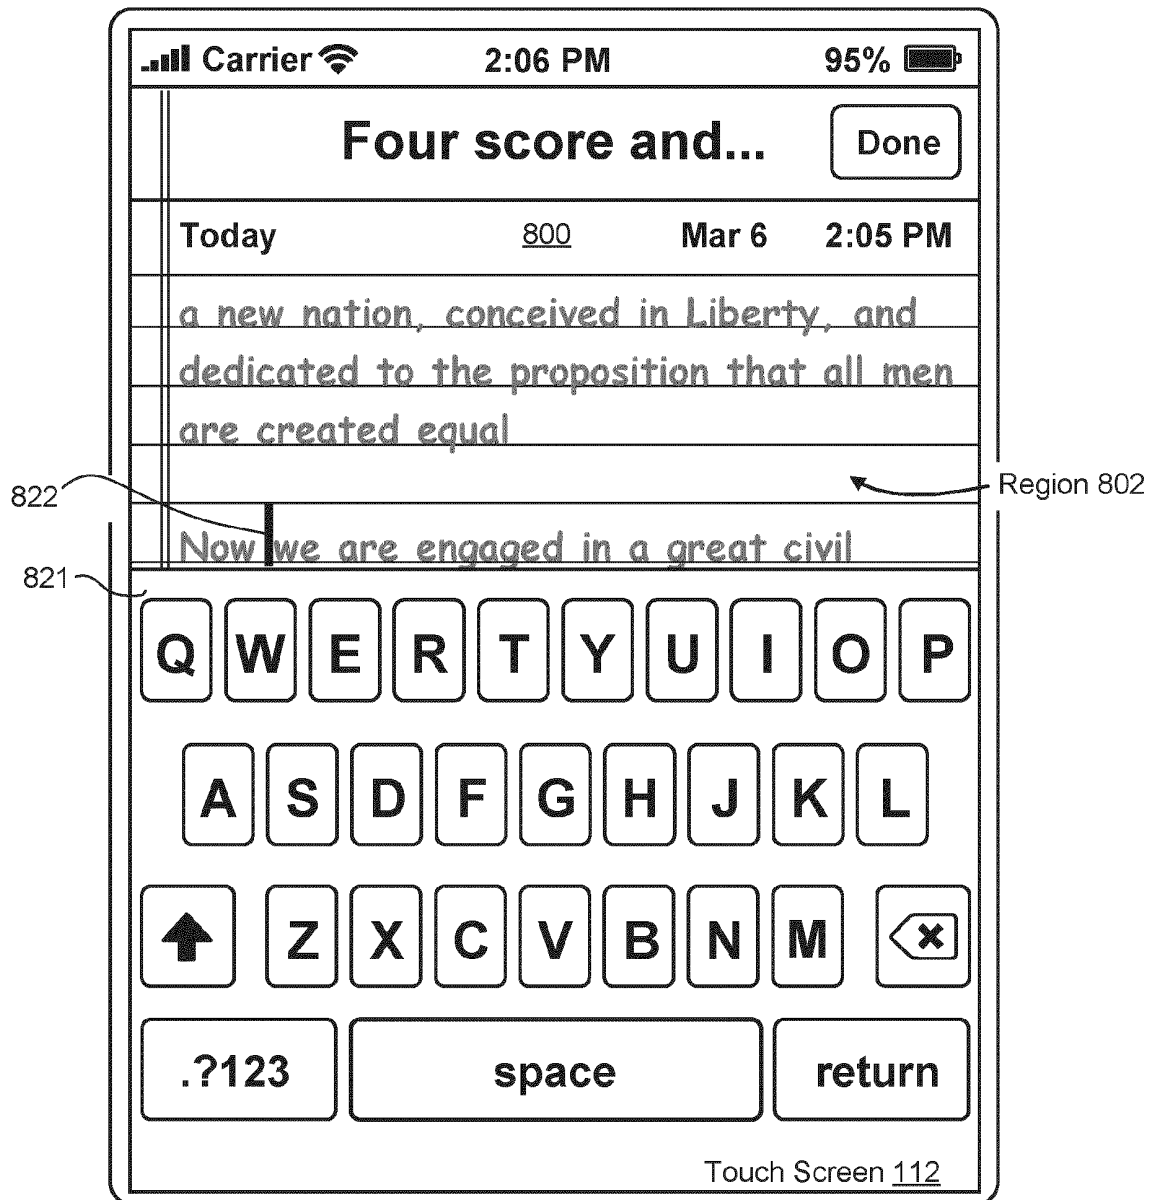 Carrier 2:06 PM 95%
Four score and... Done
Today 800 Mar 6 2:05 PM
a new nation, conceived in Liberty, and
dedicated to the proposition that all men
are created equal
Region 802
822
Now we are engaged in a great civil
821
Q W E R T Y U I O P
A S D F G H J K L
Z X C V B N M
.?123 space return
Touch Screen 112